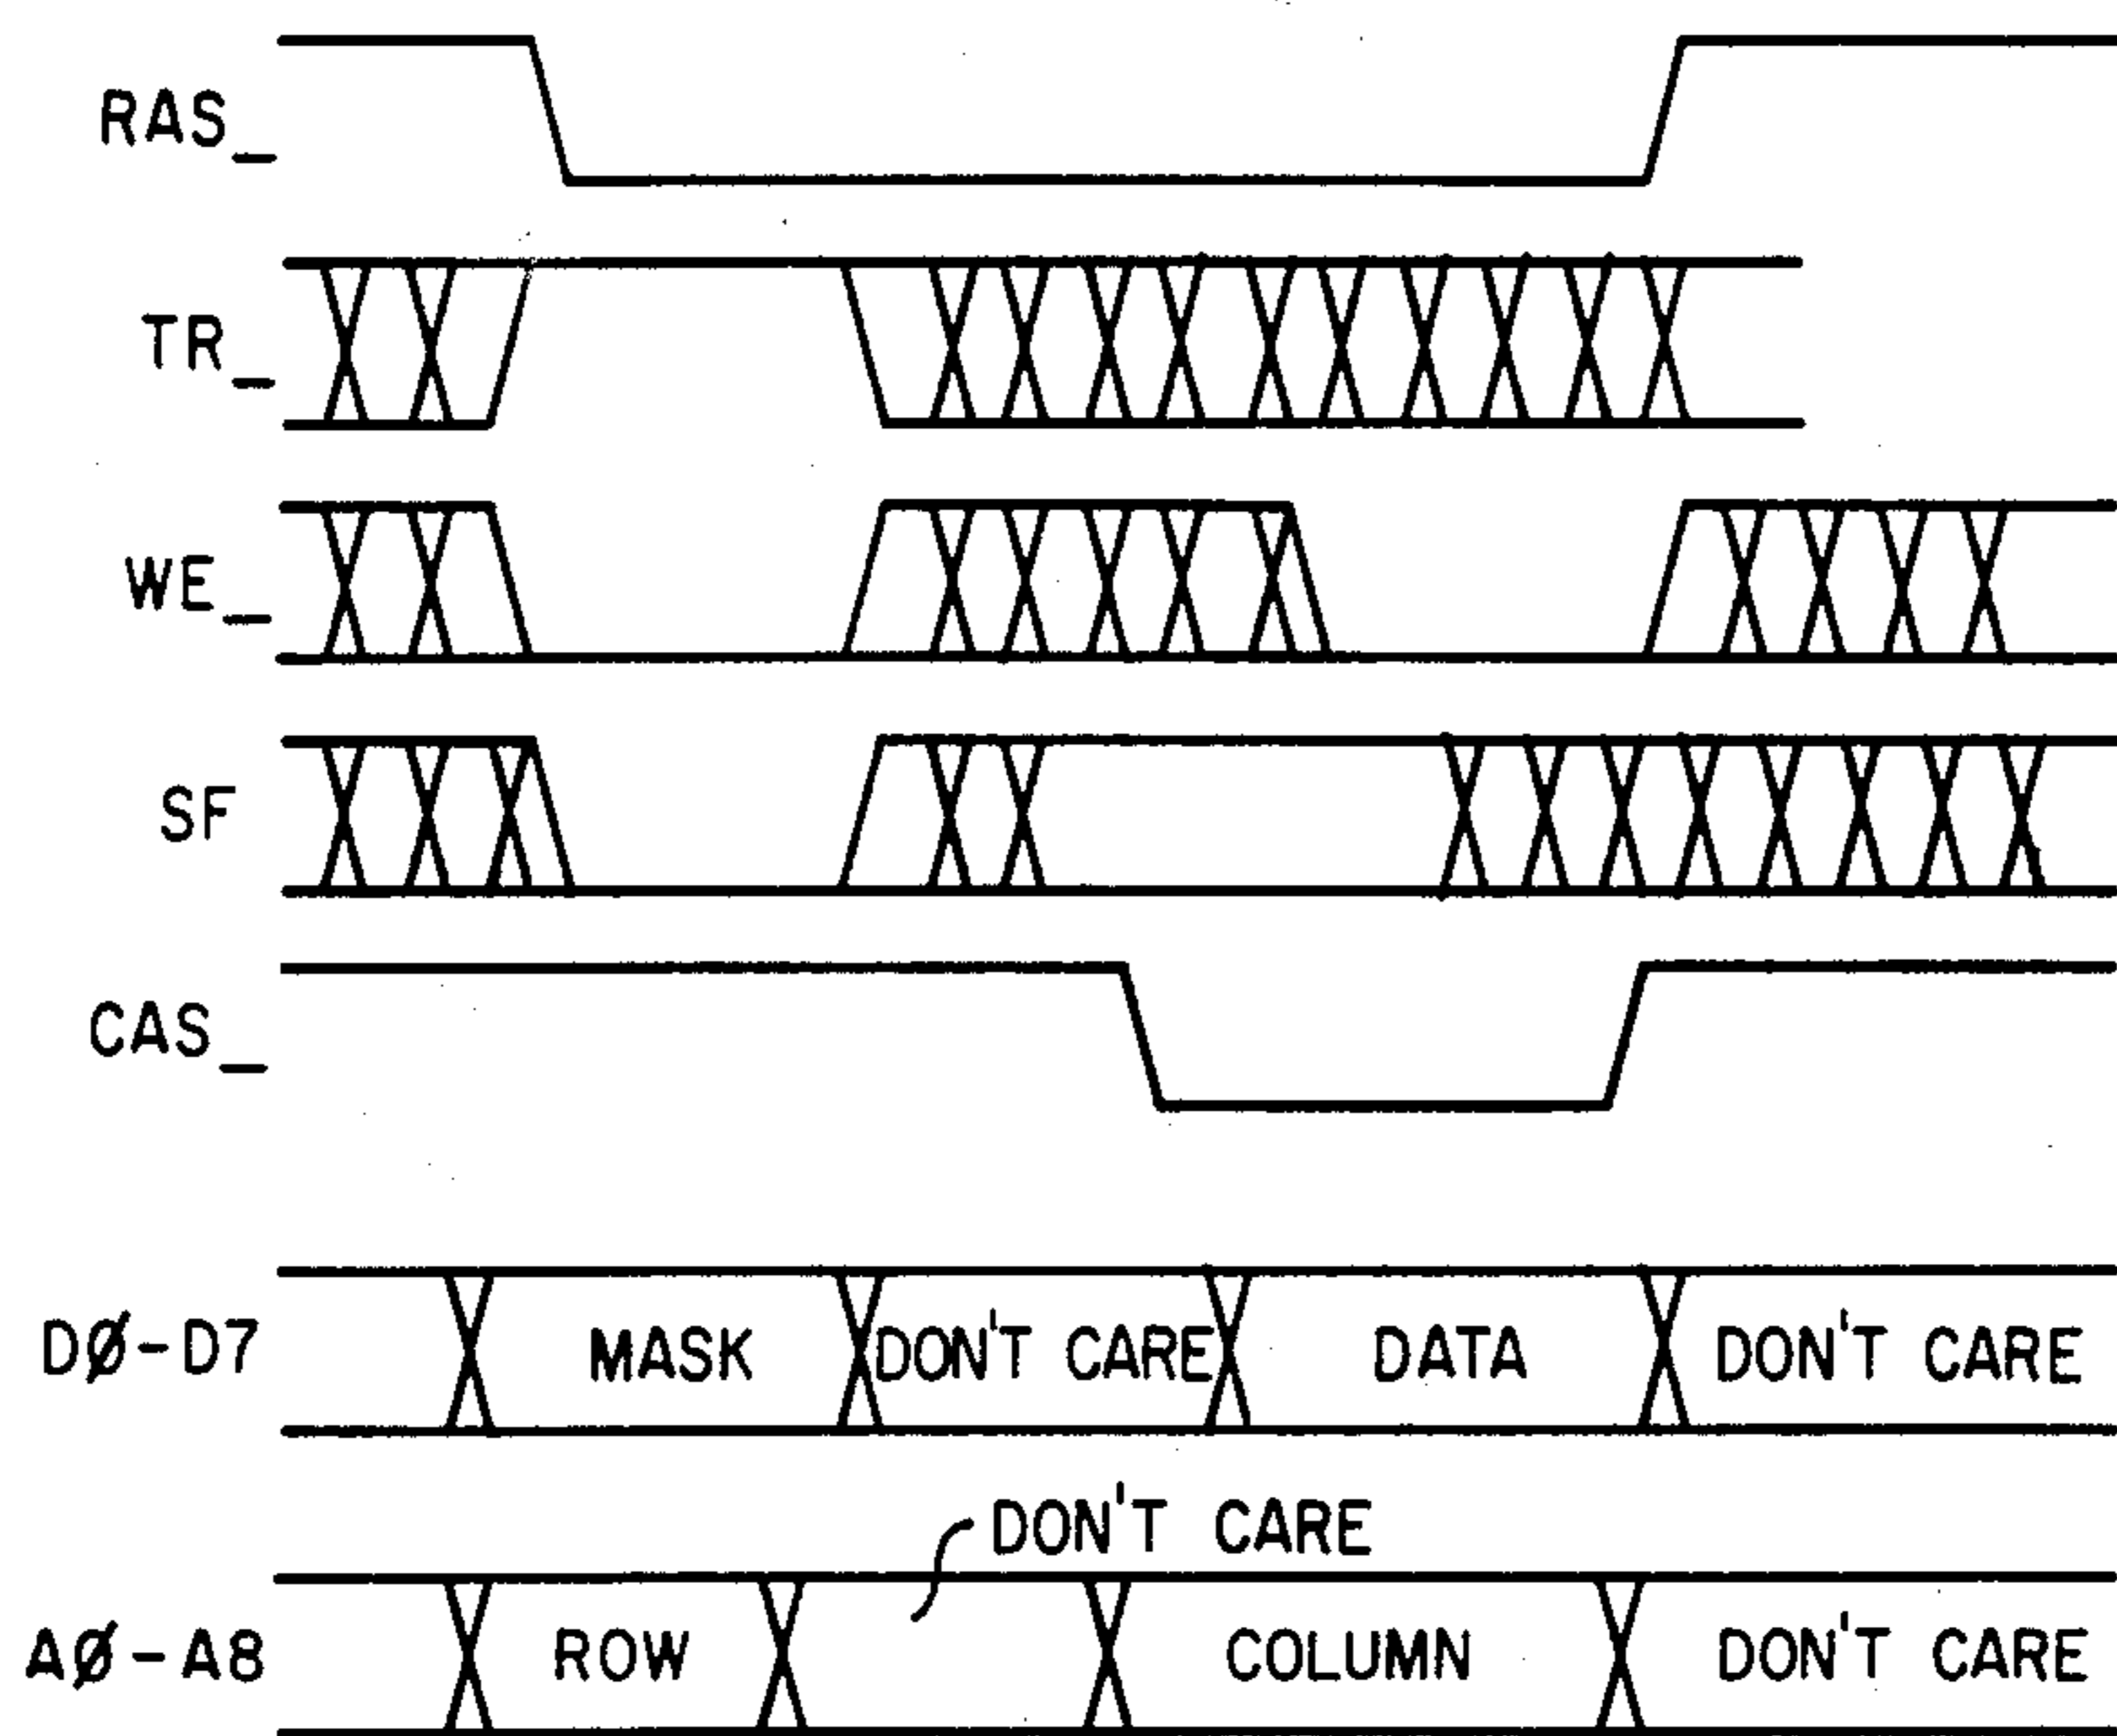 RAS_
TR_
WE_
SF
CAS_
DØ-D7 MASK DON'T CARE DATA DON'T CARE
DON'T CARE
AØ-A8 ROW COLUMN DON'T CARE